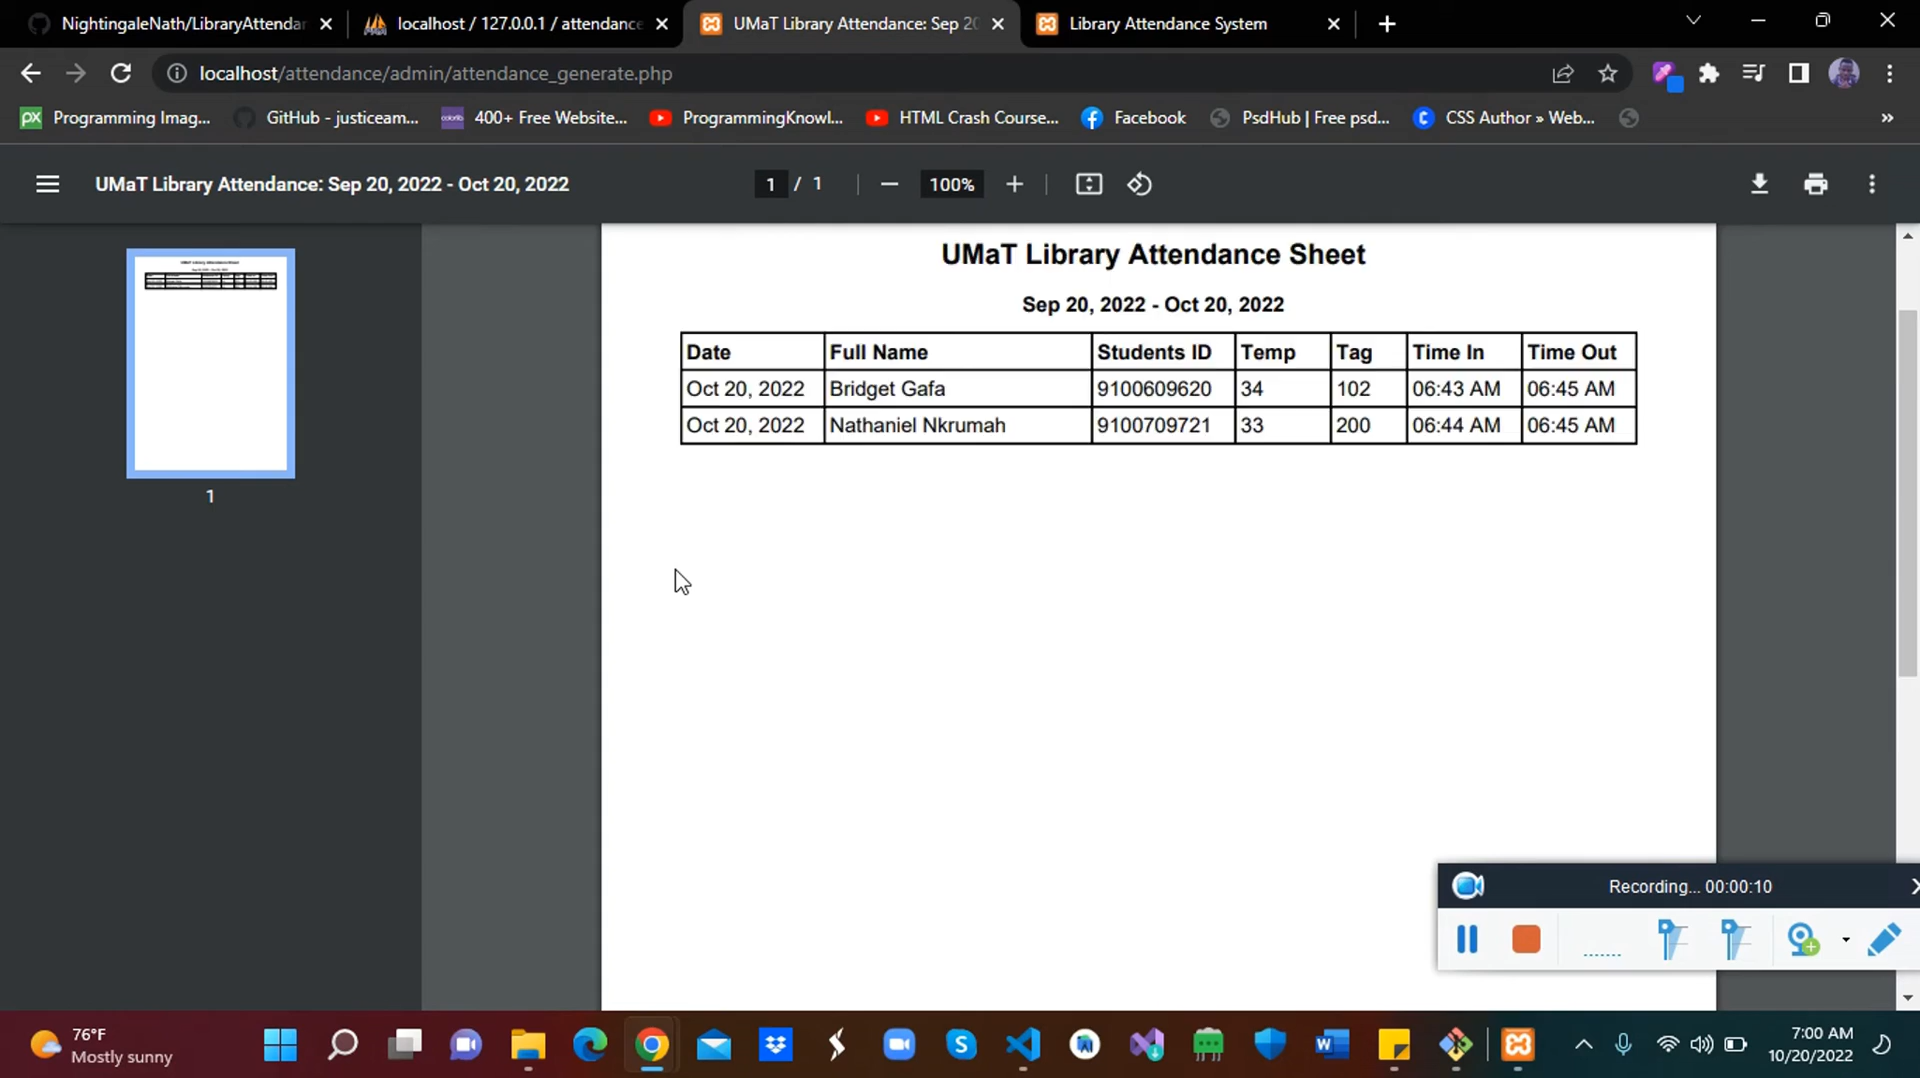 NightingaleNath/LibraryAttendan
localhost / 127.0.0.1 / attendance
UMaT Library Attendance: Sep 20
Library Attendance System
localhost/attendance/admin/attendance_generate.php
Programming Imag...
GitHub - justiceam...
400+ Free Website...
ProgrammingKnowl...
HTML Crash Course...
Facebook
PsdHub | Free psd...
CSS Author » Web...
UMaT Library Attendance: Sep 20, 2022 - Oct 20, 2022
1 / 1
100%
1
UMaT Library Attendance Sheet
Sep 20, 2022 - Oct 20, 2022
Date Full Name Students ID Temp Tag Time In Time Out
Oct 20, 2022 Bridget Gafa 9100609620 34 102 06:43 AM 06:45 AM
Oct 20, 2022 Nathaniel Nkrumah 9100709721 33 200 06:44 AM 06:45 AM
Recording... 00:00:10
76°F
Mostly sunny
7:00 AM
10/20/2022